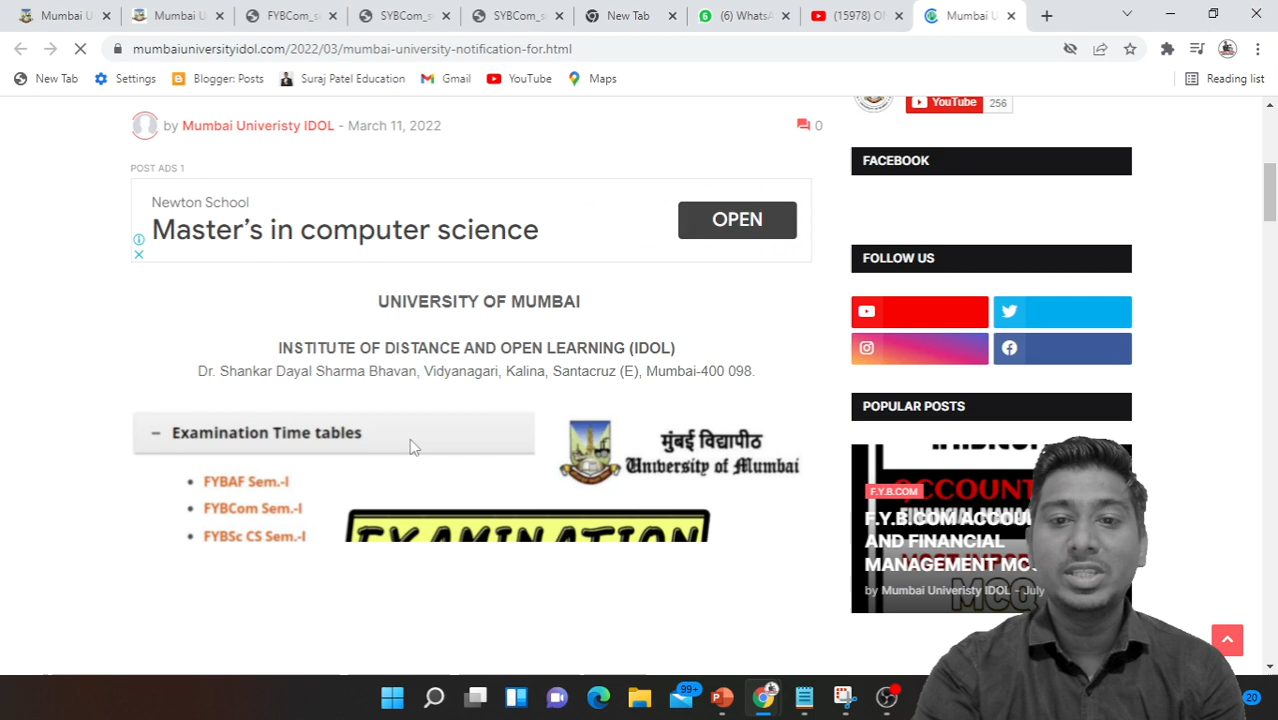 Mumbai U
Mumbai U
FYBCom_s
SYBCom_s
SYBCom_s
New Tab
(6) WhatsA
(15978) O
Mumbai U
mumbaiuniversityidol.com/2022/03/mumbai-university-notification-for.html
New Tab
Settings
Blogger: Posts
Suraj Patel Education
Gmail
YouTube
Maps
Reading list
by Mumbai Univeristy IDOL - March 11, 2022
0
YouTube 256
POST ADS 1
Newton School
Master's in computer science
OPEN
FACEBOOK
FOLLOW US
UNIVERSITY OF MUMBAI
INSTITUTE OF DISTANCE AND OPEN LEARNING (IDOL)
Dr. Shankar Dayal Sharma Bhavan, Vidyanagari, Kalina, Santacruz (E), Mumbai-400 098.
Examination Time tables
FYBAF Sem.-I
FYBCom Sem.-I
FYBSc CS Sem.-I
मुंबई विद्यापीठ
University of Mumbai
EXAMINATION
POPULAR POSTS
F.Y.B.COM
F.Y.B.COM ACCOU
AND FINANCIAL
MANAGEMENT MC
by Mumbai Univeristy IDOL - July
99+
20